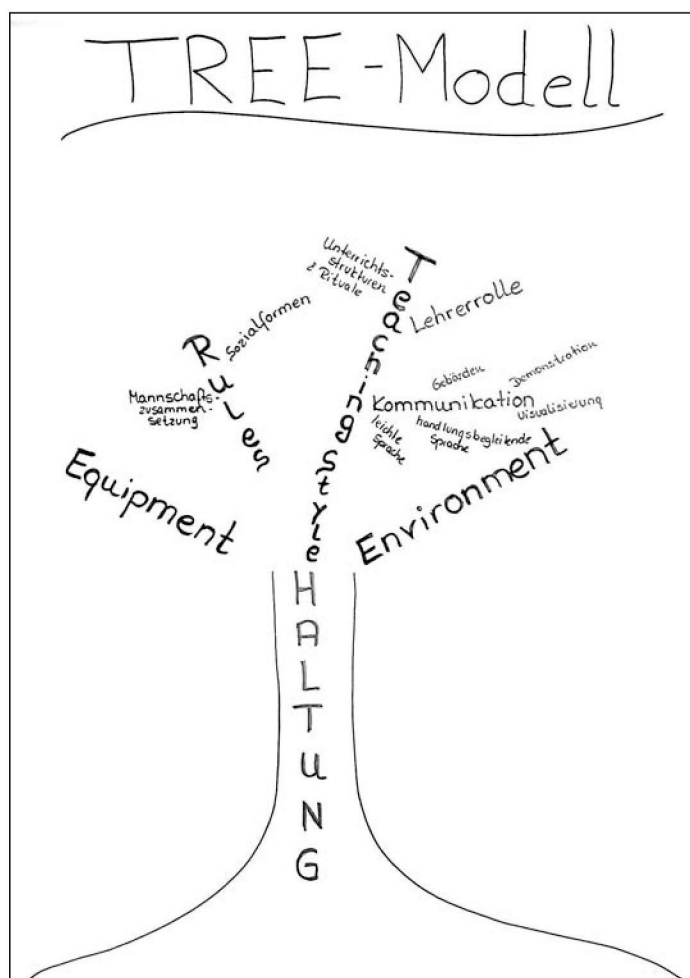 TREE-Modell
Unterrichts-
strukturen
& Rituale
Teaching Style
Lehrerrolle
Sozialformen
Rules
Mannschafts-
zusammen-
setzung
Gebärden
Demonstration
Kommunikation
Visualisierung
leichte
Sprache
handlungsbegleitende
Sprache
Equipment
Environment
HALTUNG